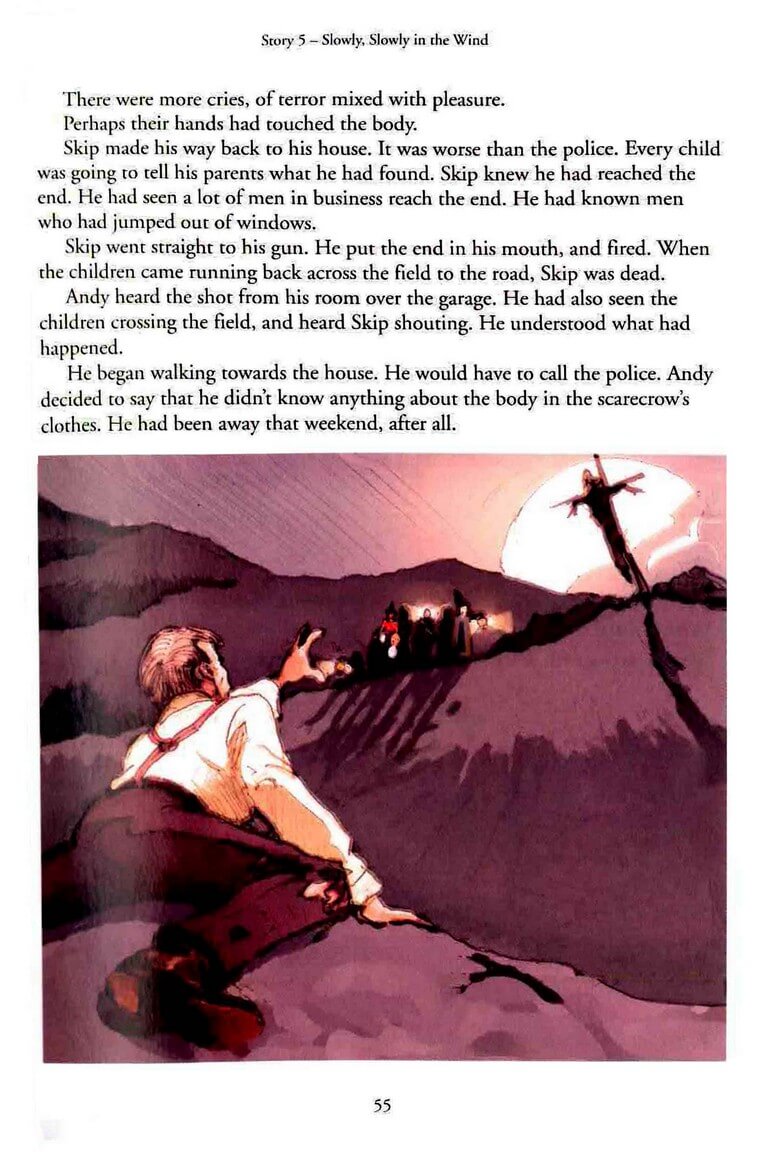 Story 5 – Slowly, Slowly in the Wind
There were more cries, of terror mixed with pleasure.
Perhaps their hands had touched the body.
Skip made his way back to his house. It was worse than the police. Every child
was going to tell his parents what he had found. Skip knew he had reached the
end. He had seen a lot of men in business reach the end. He had known men
who had jumped out of windows.
Skip went straight to his gun. He put the end in his mouth, and fired. When
the children came running back across the field to the road, Skip was dead.
Andy heard the shot from his room over the garage. He had also seen the
children crossing the field, and heard Skip shouting. He understood what had
happened.
He began walking towards the house. He would have to call the police. Andy
decided to say that he didn't know anything about the body in the scarecrow's
clothes. He had been away that weekend, after all.
55